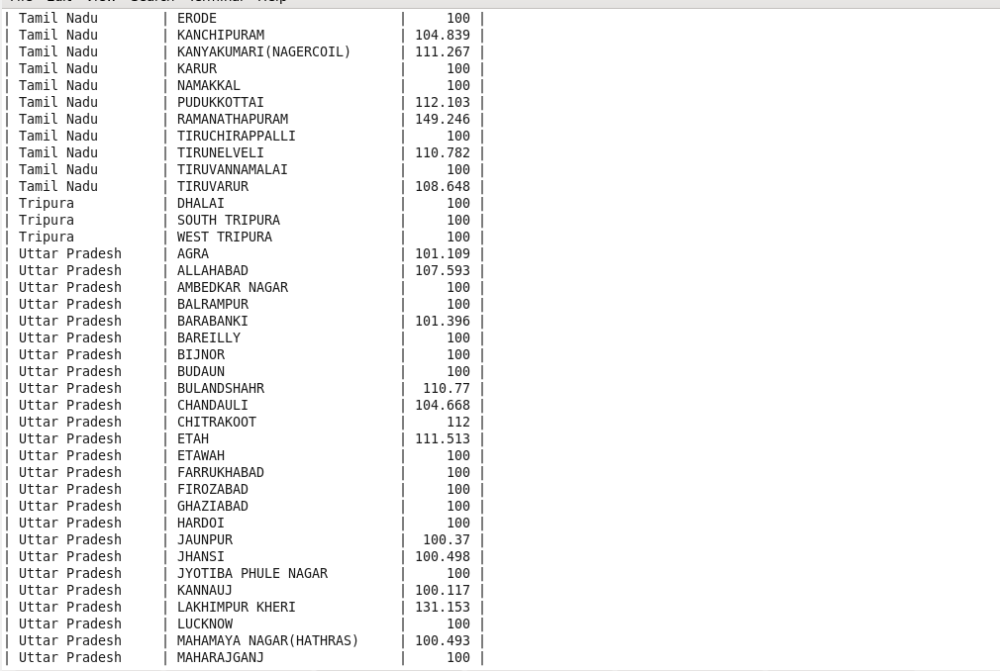 File Edit View Search Terminal Help
| Tamil Nadu | ERODE | 100 |
| Tamil Nadu | KANCHIPURAM | 104.839 |
| Tamil Nadu | KANYAKUMARI(NAGERCOIL) | 111.267 |
| Tamil Nadu | KARUR | 100 |
| Tamil Nadu | NAMAKKAL | 100 |
| Tamil Nadu | PUDUKKOTTAI | 112.103 |
| Tamil Nadu | RAMANATHAPURAM | 149.246 |
| Tamil Nadu | TIRUCHIRAPPALLI | 100 |
| Tamil Nadu | TIRUNELVELI | 110.782 |
| Tamil Nadu | TIRUVANNAMALAI | 100 |
| Tamil Nadu | TIRUVARUR | 108.648 |
| Tripura | DHALAI | 100 |
| Tripura | SOUTH TRIPURA | 100 |
| Tripura | WEST TRIPURA | 100 |
| Uttar Pradesh | AGRA | 101.109 |
| Uttar Pradesh | ALLAHABAD | 107.593 |
| Uttar Pradesh | AMBEDKAR NAGAR | 100 |
| Uttar Pradesh | BALRAMPUR | 100 |
| Uttar Pradesh | BARABANKI | 101.396 |
| Uttar Pradesh | BAREILLY | 100 |
| Uttar Pradesh | BIJNOR | 100 |
| Uttar Pradesh | BUDAUN | 100 |
| Uttar Pradesh | BULANDSHAHR | 110.77 |
| Uttar Pradesh | CHANDAULI | 104.668 |
| Uttar Pradesh | CHITRAKOOT | 112 |
| Uttar Pradesh | ETAH | 111.513 |
| Uttar Pradesh | ETAWAH | 100 |
| Uttar Pradesh | FARRUKHABAD | 100 |
| Uttar Pradesh | FIROZABAD | 100 |
| Uttar Pradesh | GHAZIABAD | 100 |
| Uttar Pradesh | HARDOI | 100 |
| Uttar Pradesh | JAUNPUR | 100.37 |
| Uttar Pradesh | JHANSI | 100.498 |
| Uttar Pradesh | JYOTIBA PHULE NAGAR | 100 |
| Uttar Pradesh | KANNAUJ | 100.117 |
| Uttar Pradesh | LAKHIMPUR KHERI | 131.153 |
| Uttar Pradesh | LUCKNOW | 100 |
| Uttar Pradesh | MAHAMAYA NAGAR(HATHRAS) | 100.493 |
| Uttar Pradesh | MAHARAJGANJ | 100 |